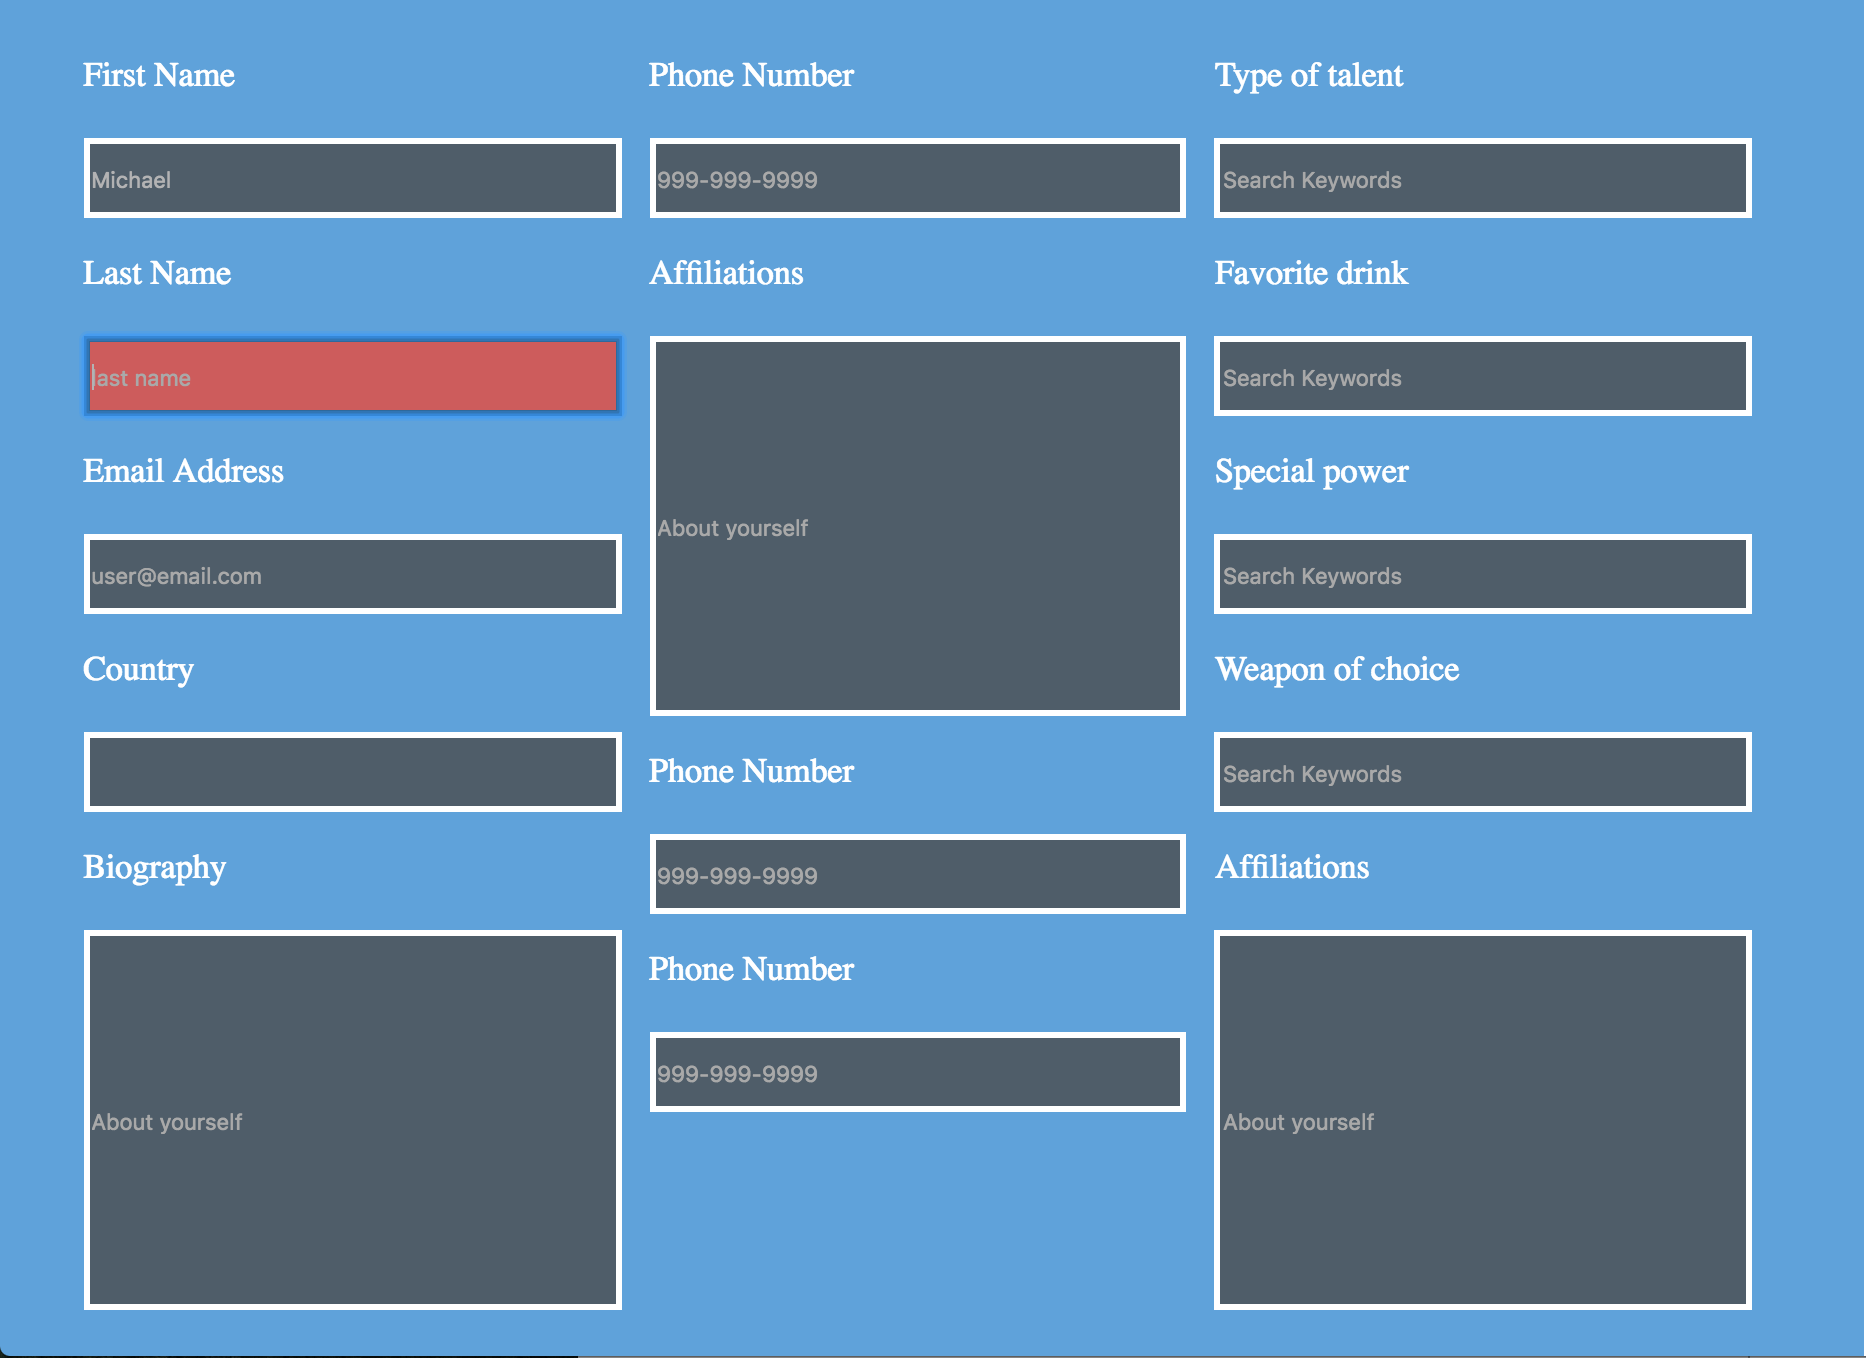 First Name
Michael
Last Name
last name
Email Address
user@email.com
Country
Biography
About yourself
Phone Number
999-999-9999
Affiliations
About yourself
Phone Number
999-999-9999
Phone Number
999-999-9999
Type of talent
Search Keywords
Favorite drink
Search Keywords
Special power
Search Keywords
Weapon of choice
Search Keywords
Affiliations
About yourself